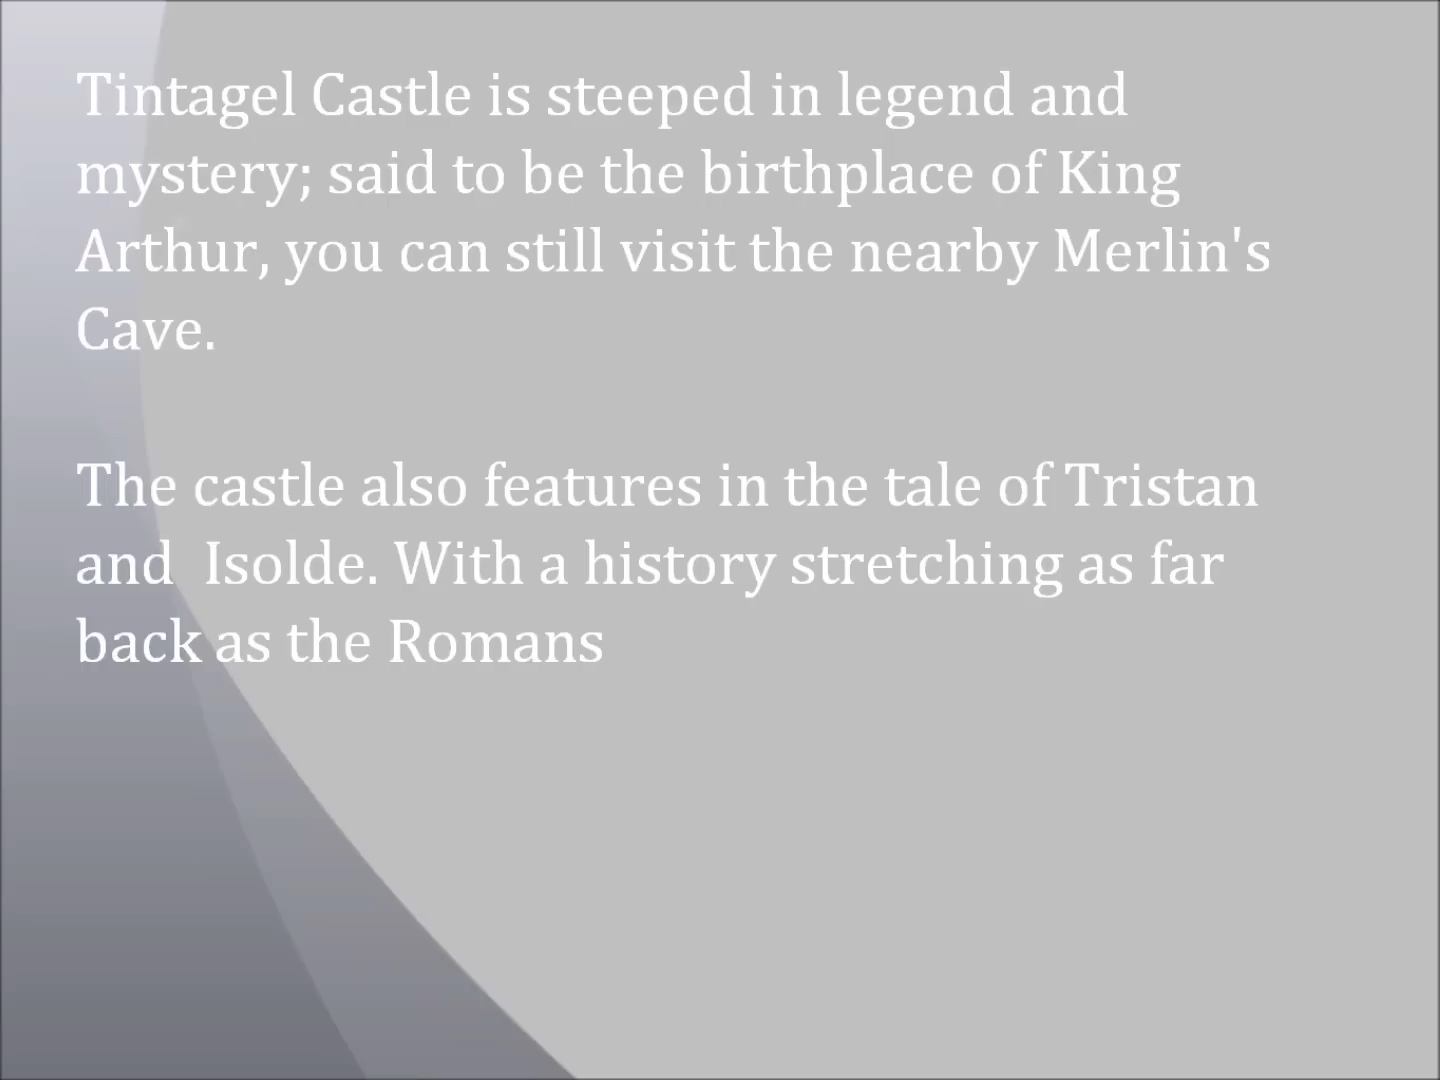 Tintagel Castle is steeped in legend and
mystery; said to be the birthplace of King
Arthur, you can still visit the nearby Merlin's
Cave.
The castle also features in the tale of Tristan
and  Isolde. With a history stretching as far
back as the Romans